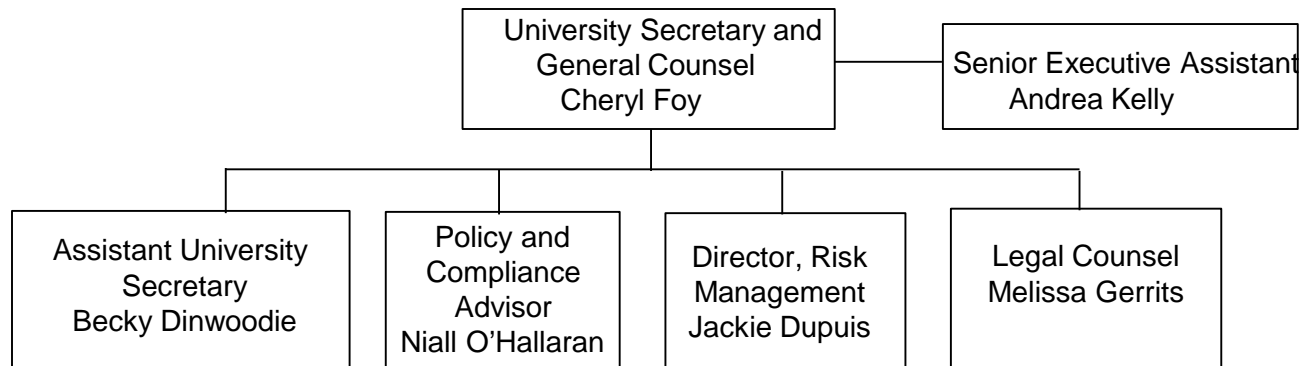 University Secretary and
General Counsel
Cheryl Foy
Senior Executive Assistant
Andrea Kelly
Assistant University
Secretary
Becky Dinwoodie
Policy and
Compliance
Advisor
Niall O’Hallaran
Director, Risk
Management
Jackie Dupuis
Legal Counsel
Melissa Gerrits